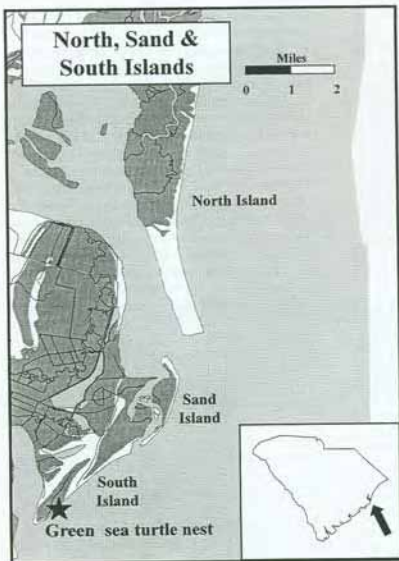 North, Sand &
South Islands
Miles
0 1 2
North Island
Sand
Island
South
Island
Green sea turtle nest